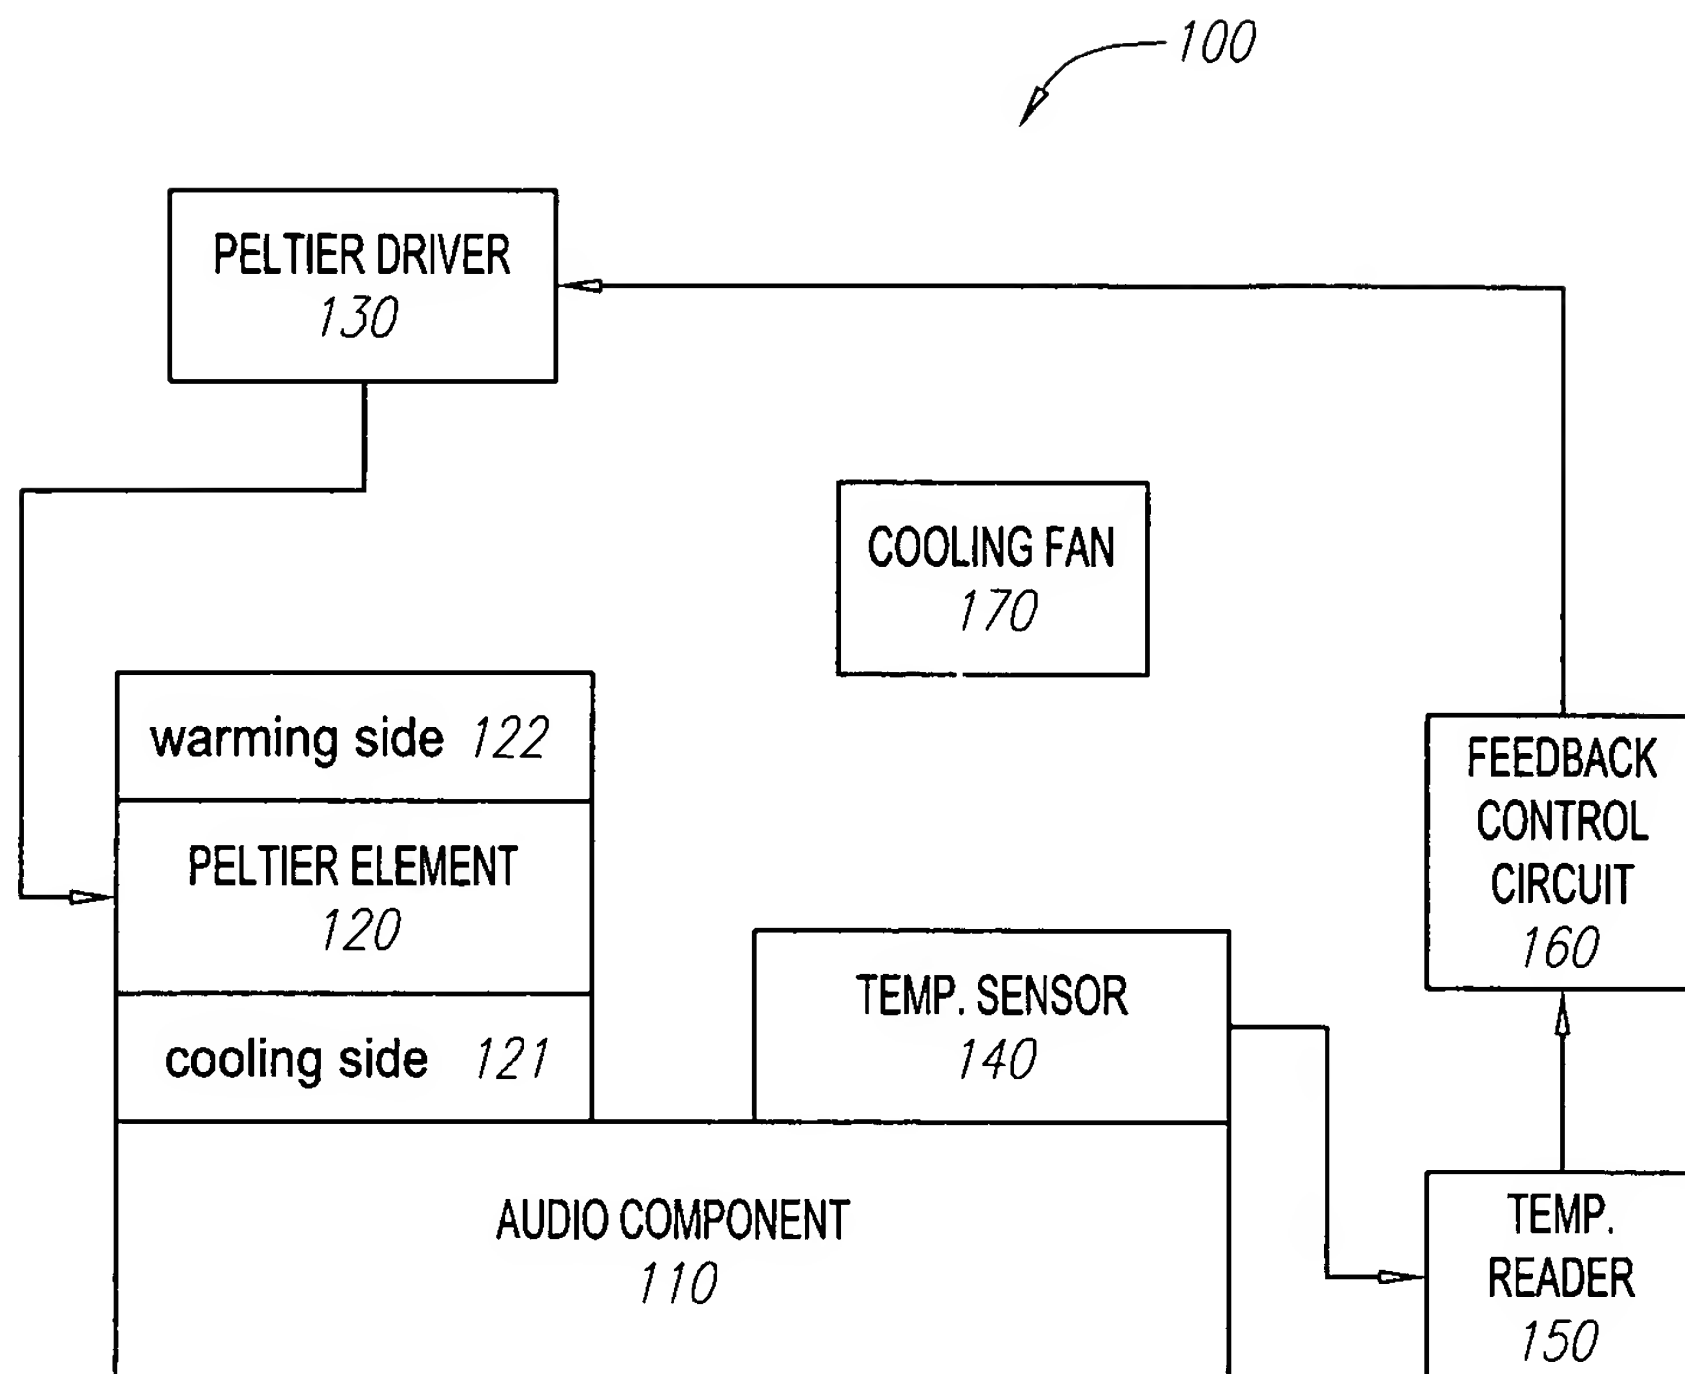 100
PELTIER DRIVER
130
COOLING FAN
170
warming side 122
PELTIER ELEMENT
120
cooling side 121
TEMP. SENSOR
140
FEEDBACK
CONTROL
CIRCUIT
160
AUDIO COMPONENT
110
TEMP.
READER
150